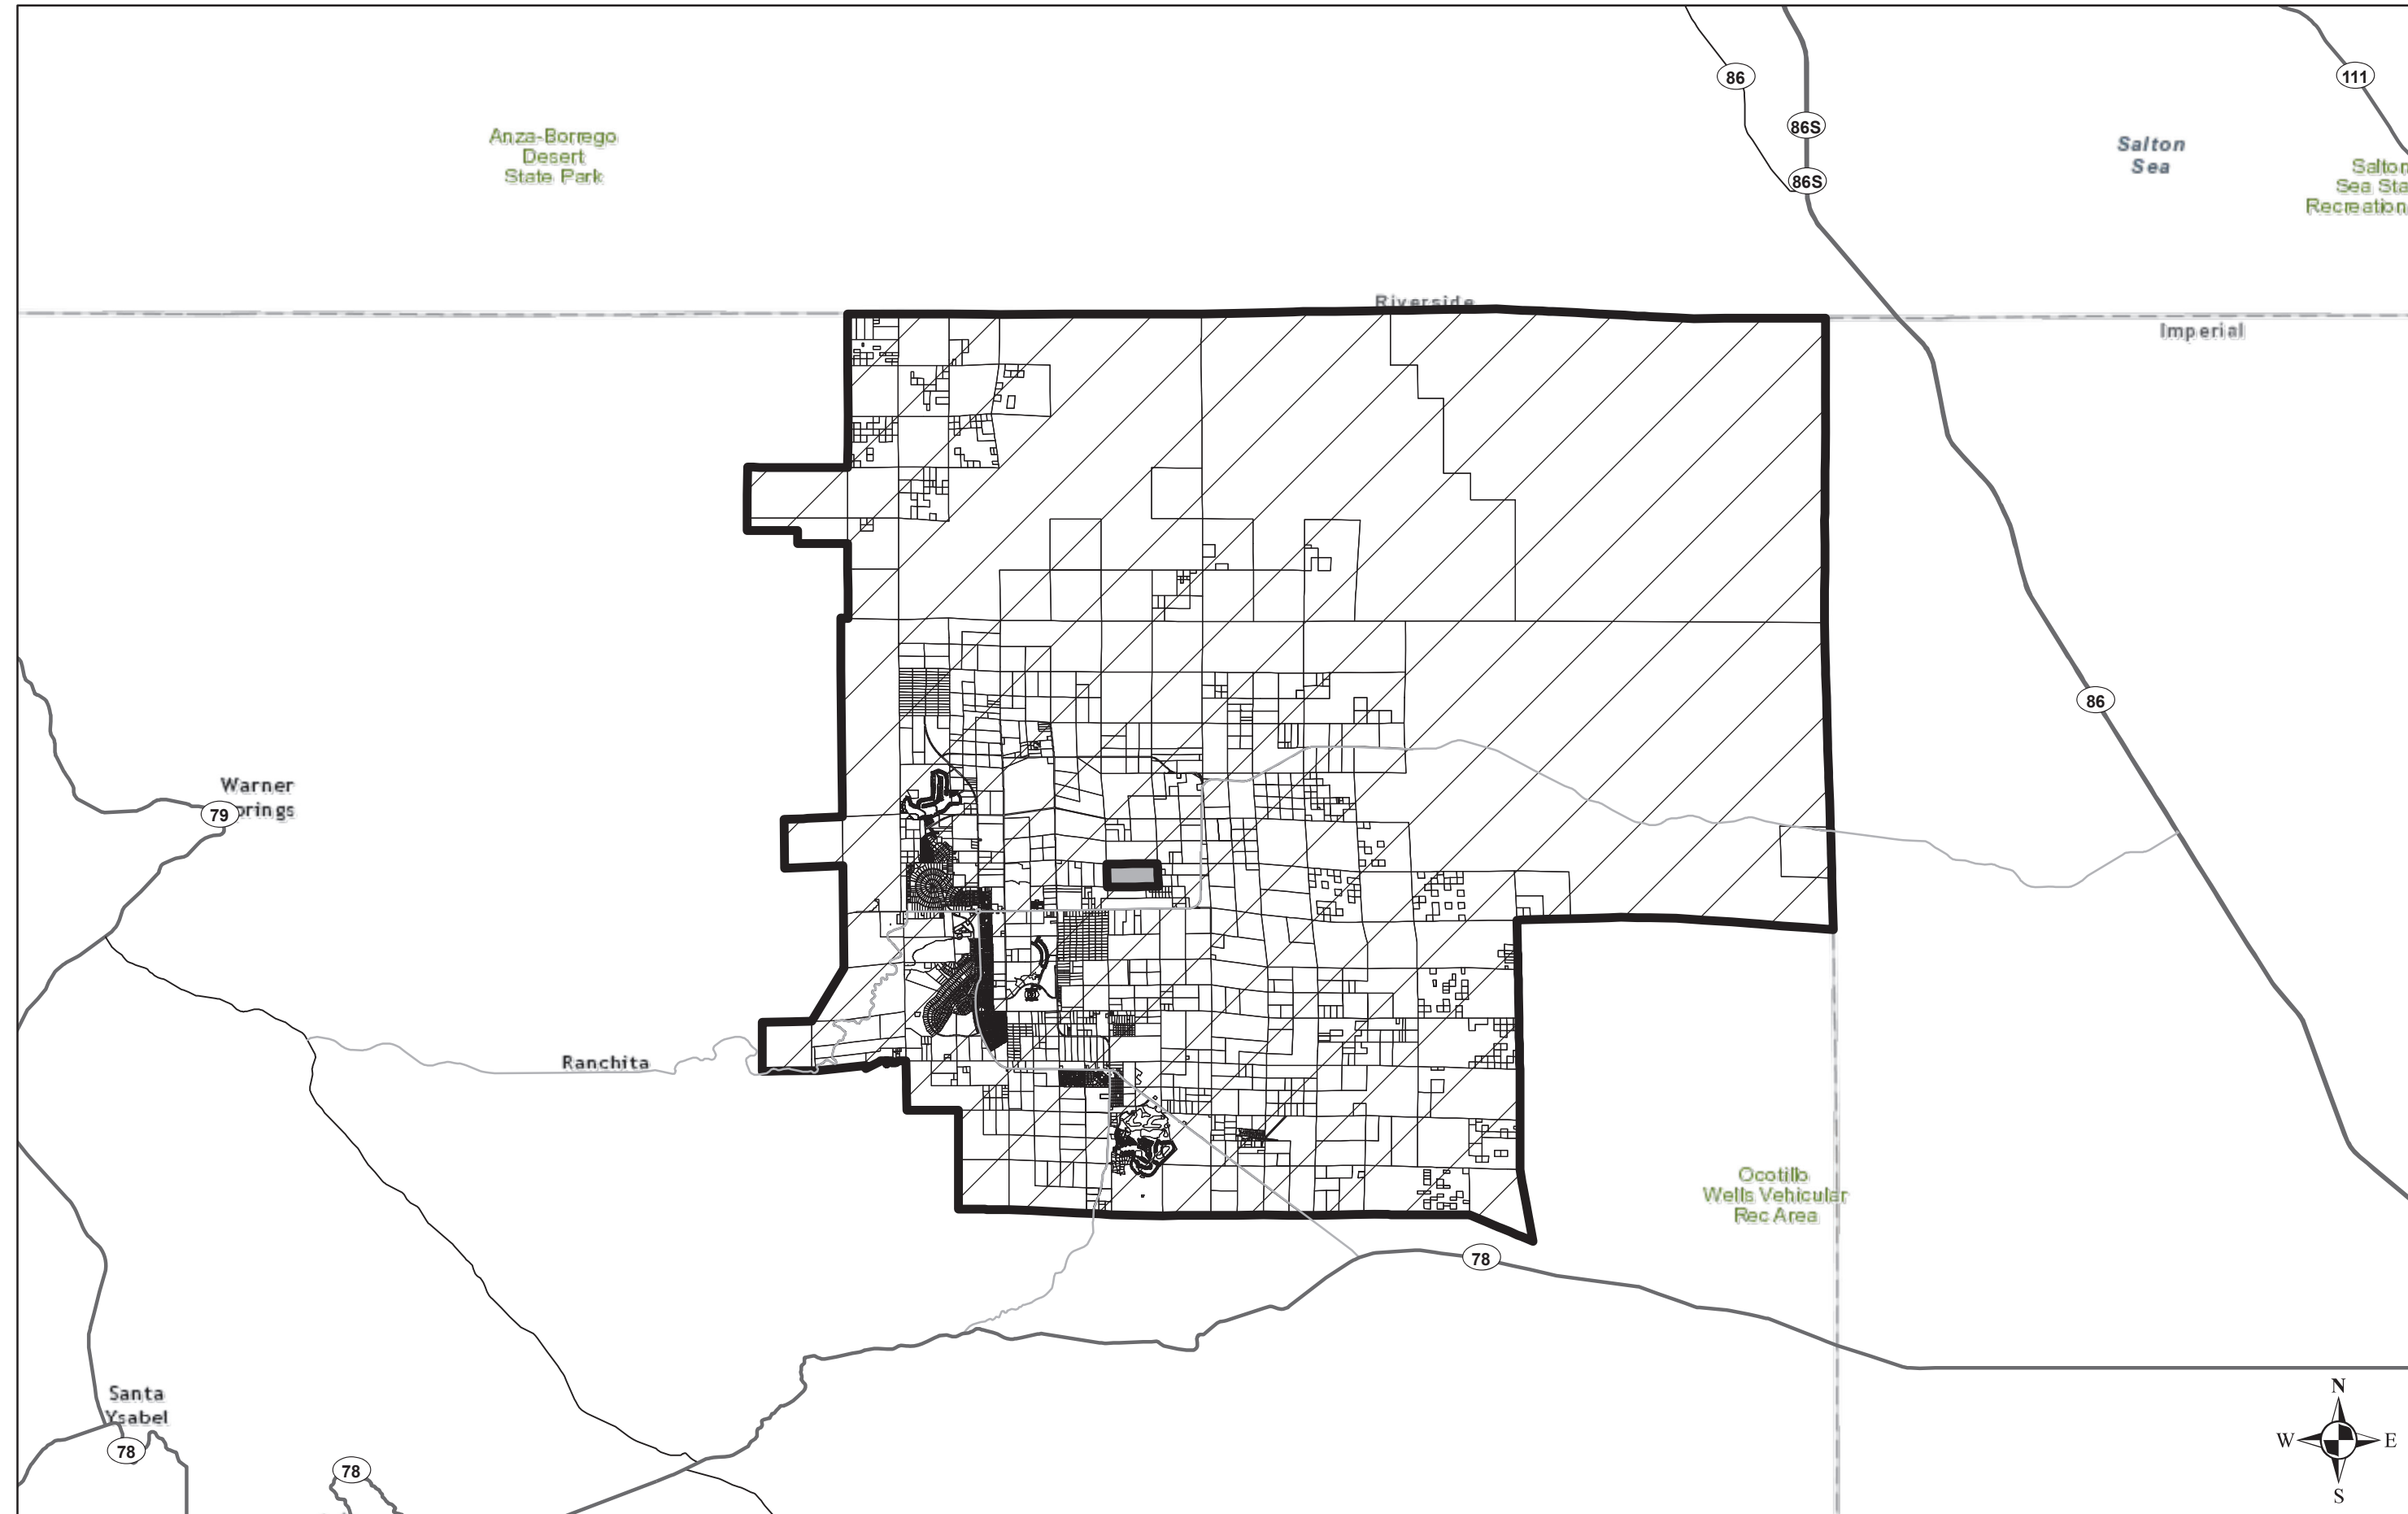 86
111
86S
Anza-Borrego
Desert
State Park
Salton
Sea
86S
Salton
Sea Sta
Recreation
Riverside
Imperial
86
Warner
79
prings
Ranchita
Ocotillo
Wells Vehicular
Rec Area
78
Santa
Ysabel
78
78
N
W
E
S